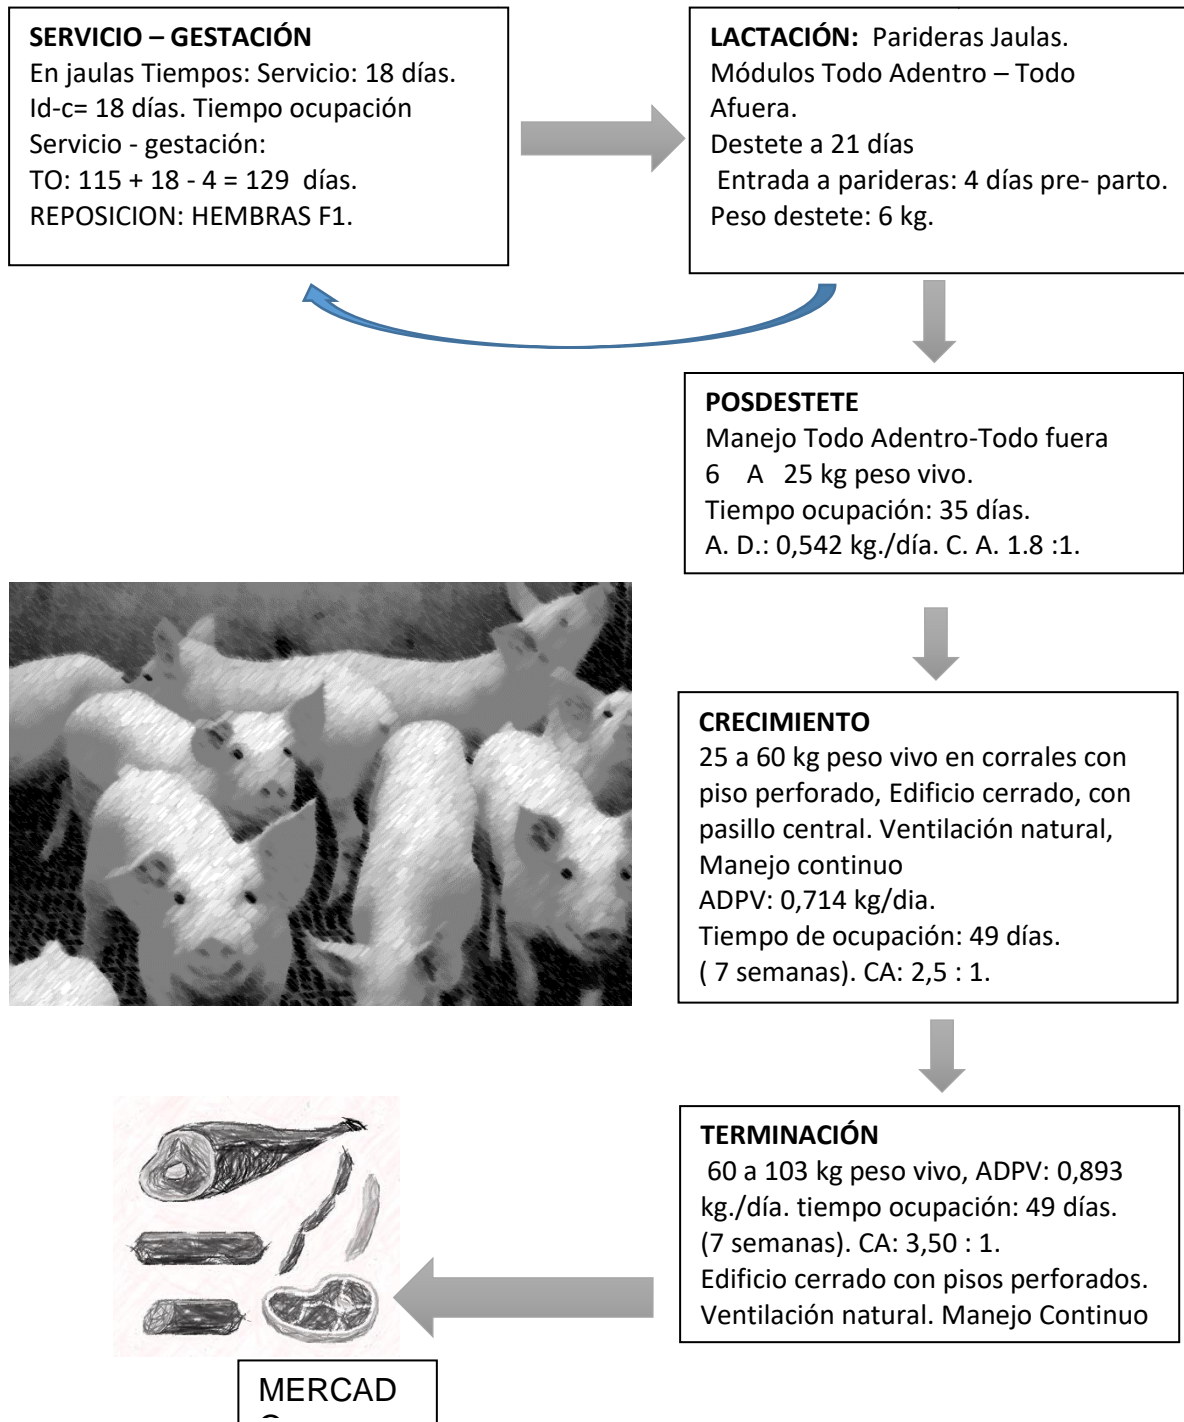 SERVICIO – GESTACIÓN
En jaulas Tiempos: Servicio: 18 días.
Id-c= 18 días. Tiempo ocupación
Servicio - gestación:
TO: 115 + 18 - 4 = 129  días.
REPOSICION: HEMBRAS F1.
LACTACIÓN:  Parideras Jaulas.
Módulos Todo Adentro – Todo
Afuera.
Destete a 21 días
Entrada a parideras: 4 días pre- parto.
Peso destete: 6 kg.
POSDESTETE
Manejo Todo Adentro-Todo fuera
6   A   25 kg peso vivo.
Tiempo ocupación: 35 días.
A. D.: 0,542 kg./día. C. A. 1.8 :1.
CRECIMIENTO
25 a 60 kg peso vivo en corrales con
piso perforado, Edificio cerrado, con
pasillo central. Ventilación natural,
Manejo continuo
ADPV: 0,714 kg/dia.
Tiempo de ocupación: 49 días.
( 7 semanas). CA: 2,5 : 1.
TERMINACIÓN
60 a 103 kg peso vivo, ADPV: 0,893
kg./día. tiempo ocupación: 49 días.
(7 semanas). CA: 3,50 : 1.
Edificio cerrado con pisos perforados.
Ventilación natural. Manejo Continuo
MERCAD